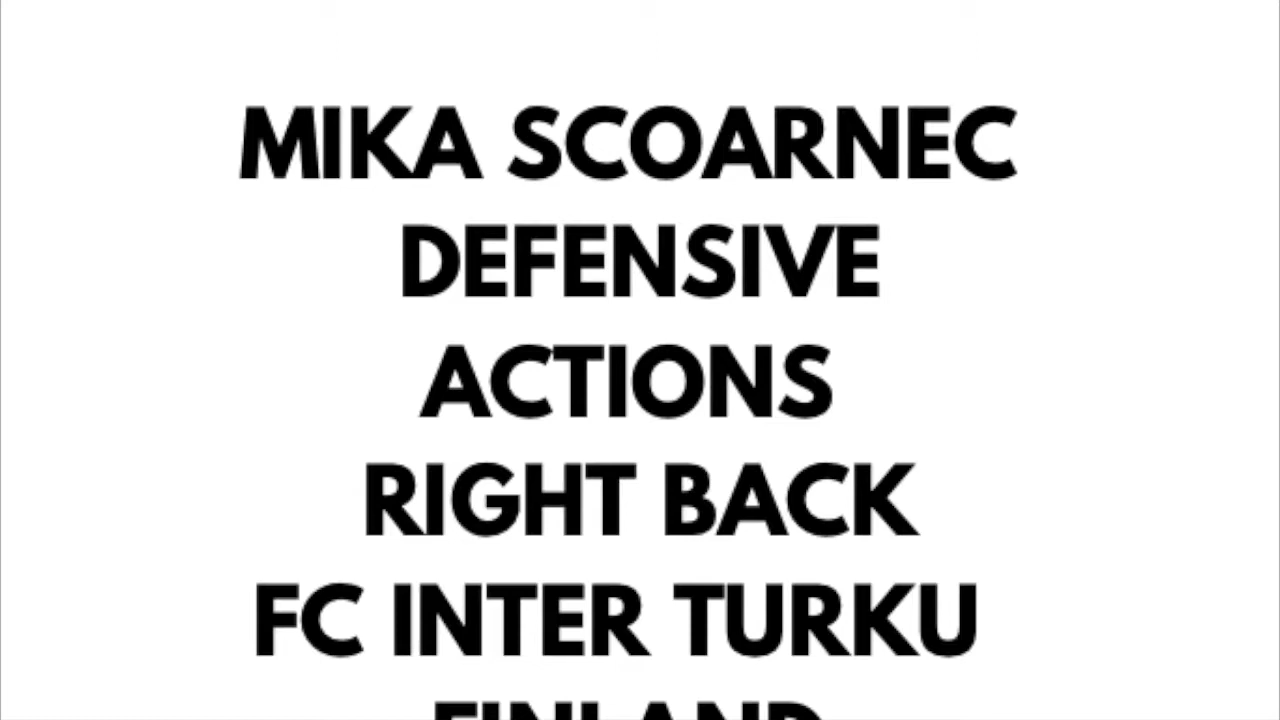 MIKA SCOARNEC
DEFENSIVE
ACTIONS
RIGHT BACK
FC INTER TURKU
FINLAND